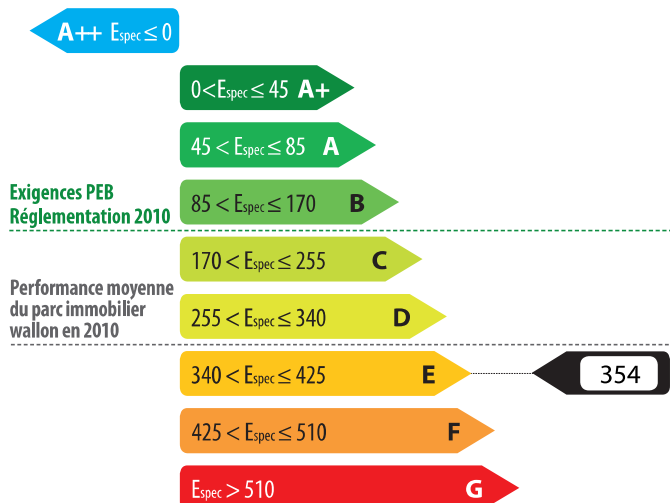 A++ Espec ≤ 0
0 < Espec ≤ 45 A+
45 < Espec ≤ 85 A
Exigences PEB
Réglementation 2010
85 < Espec ≤ 170 B
170 < Espec ≤ 255 C
Performance moyenne
du parc immobilier
wallon en 2010
255 < Espec ≤ 340 D
340 < Espec ≤ 425 E
354
425 < Espec ≤ 510 F
Espec > 510 G